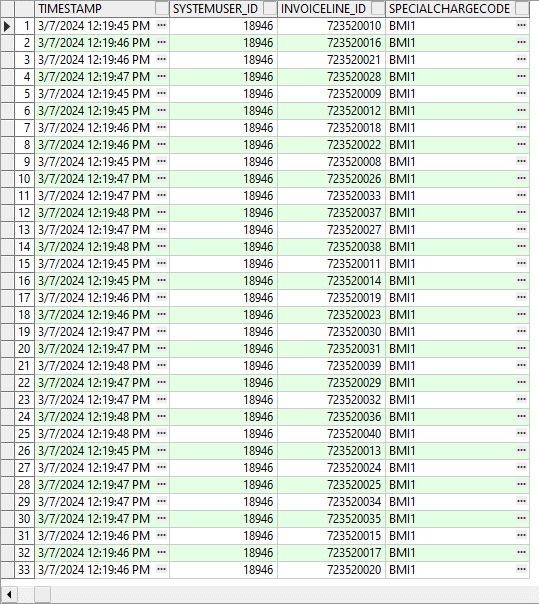 TIMESTAMP SYSTEMUSER_ID INVOICELINE_ID SPECIALCHARGECODE
1 3/7/2024 12:19:45 PM ... 18946 723520010 BMI1 ...
2 3/7/2024 12:19:46 PM ... 18946 723520016 BMI1 ...
3 3/7/2024 12:19:46 PM ... 18946 723520021 BMI1 ...
4 3/7/2024 12:19:47 PM ... 18946 723520028 BMI1 ...
5 3/7/2024 12:19:45 PM ... 18946 723520009 BMI1 ...
6 3/7/2024 12:19:45 PM ... 18946 723520012 BMI1 ...
7 3/7/2024 12:19:46 PM ... 18946 723520018 BMI1 ...
8 3/7/2024 12:19:46 PM ... 18946 723520022 BMI1 ...
9 3/7/2024 12:19:45 PM ... 18946 723520008 BMI1 ...
10 3/7/2024 12:19:47 PM ... 18946 723520026 BMI1 ...
11 3/7/2024 12:19:47 PM ... 18946 723520033 BMI1 ...
12 3/7/2024 12:19:48 PM ... 18946 723520037 BMI1 ...
13 3/7/2024 12:19:47 PM ... 18946 723520027 BMI1 ...
14 3/7/2024 12:19:48 PM ... 18946 723520038 BMI1 ...
15 3/7/2024 12:19:45 PM ... 18946 723520011 BMI1 ...
16 3/7/2024 12:19:45 PM ... 18946 723520014 BMI1 ...
17 3/7/2024 12:19:46 PM ... 18946 723520019 BMI1 ...
18 3/7/2024 12:19:46 PM ... 18946 723520023 BMI1 ...
19 3/7/2024 12:19:47 PM ... 18946 723520030 BMI1 ...
20 3/7/2024 12:19:47 PM ... 18946 723520031 BMI1 ...
21 3/7/2024 12:19:48 PM ... 18946 723520039 BMI1 ...
22 3/7/2024 12:19:47 PM ... 18946 723520029 BMI1 ...
23 3/7/2024 12:19:47 PM ... 18946 723520032 BMI1 ...
24 3/7/2024 12:19:48 PM ... 18946 723520036 BMI1 ...
25 3/7/2024 12:19:48 PM ... 18946 723520040 BMI1 ...
26 3/7/2024 12:19:45 PM ... 18946 723520013 BMI1 ...
27 3/7/2024 12:19:47 PM ... 18946 723520024 BMI1 ...
28 3/7/2024 12:19:47 PM ... 18946 723520025 BMI1 ...
29 3/7/2024 12:19:47 PM ... 18946 723520034 BMI1 ...
30 3/7/2024 12:19:47 PM ... 18946 723520035 BMI1 ...
31 3/7/2024 12:19:46 PM ... 18946 723520015 BMI1 ...
32 3/7/2024 12:19:46 PM ... 18946 723520017 BMI1 ...
33 3/7/2024 12:19:46 PM ... 18946 723520020 BMI1 ...